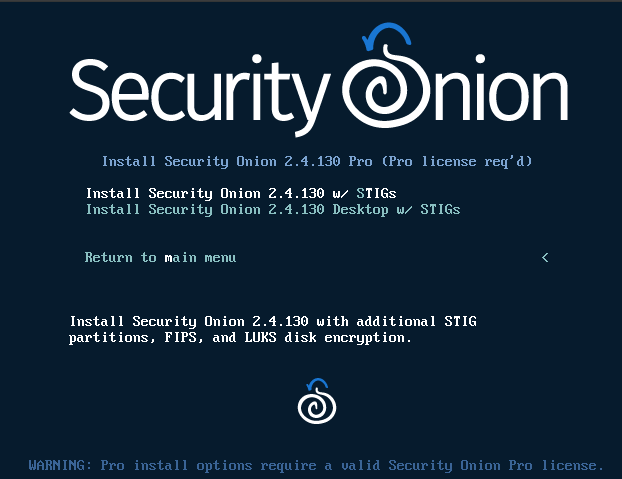 Security Onion
Install Security Onion 2.4.130 Pro (Pro license req'd)
Install Security Onion 2.4.130 w/ STIGs
Install Security Onion 2.4.130 Desktop w/ STIGs
Return to main menu <
Install Security Onion 2.4.130 with additional STIG
partitions, FIPS, and LUKS disk encryption.
WARNING: Pro install options require a valid Security Onion Pro license.